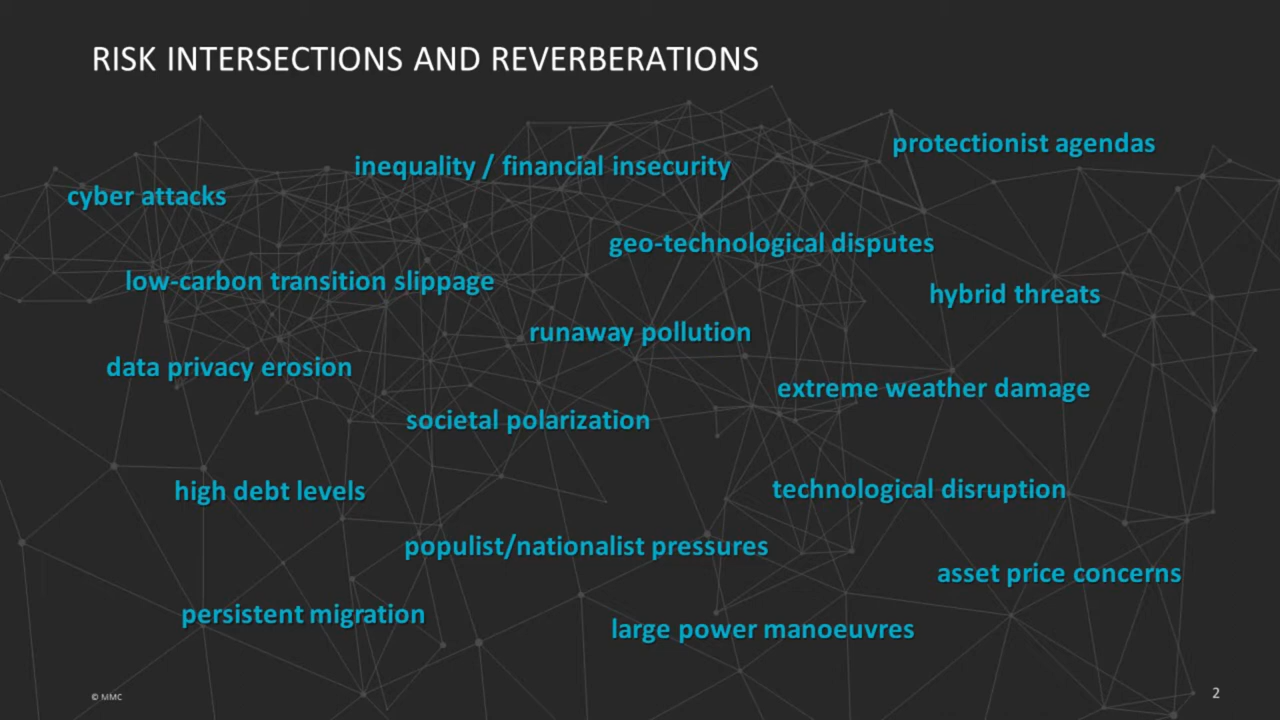 RISK INTERSECTIONS AND REVERBERATIONS
protectionist agendas
inequality / financial insecurity
cyber attacks
geo-technological disputes
low-carbon transition slippage
hybrid threats
runaway pollution
data privacy erosion
extreme weather damage
societal polarization
high debt levels
technological disruption
populist/nationalist pressures
asset price concerns
persistent migration
large power manoeuvres
© MMC
2